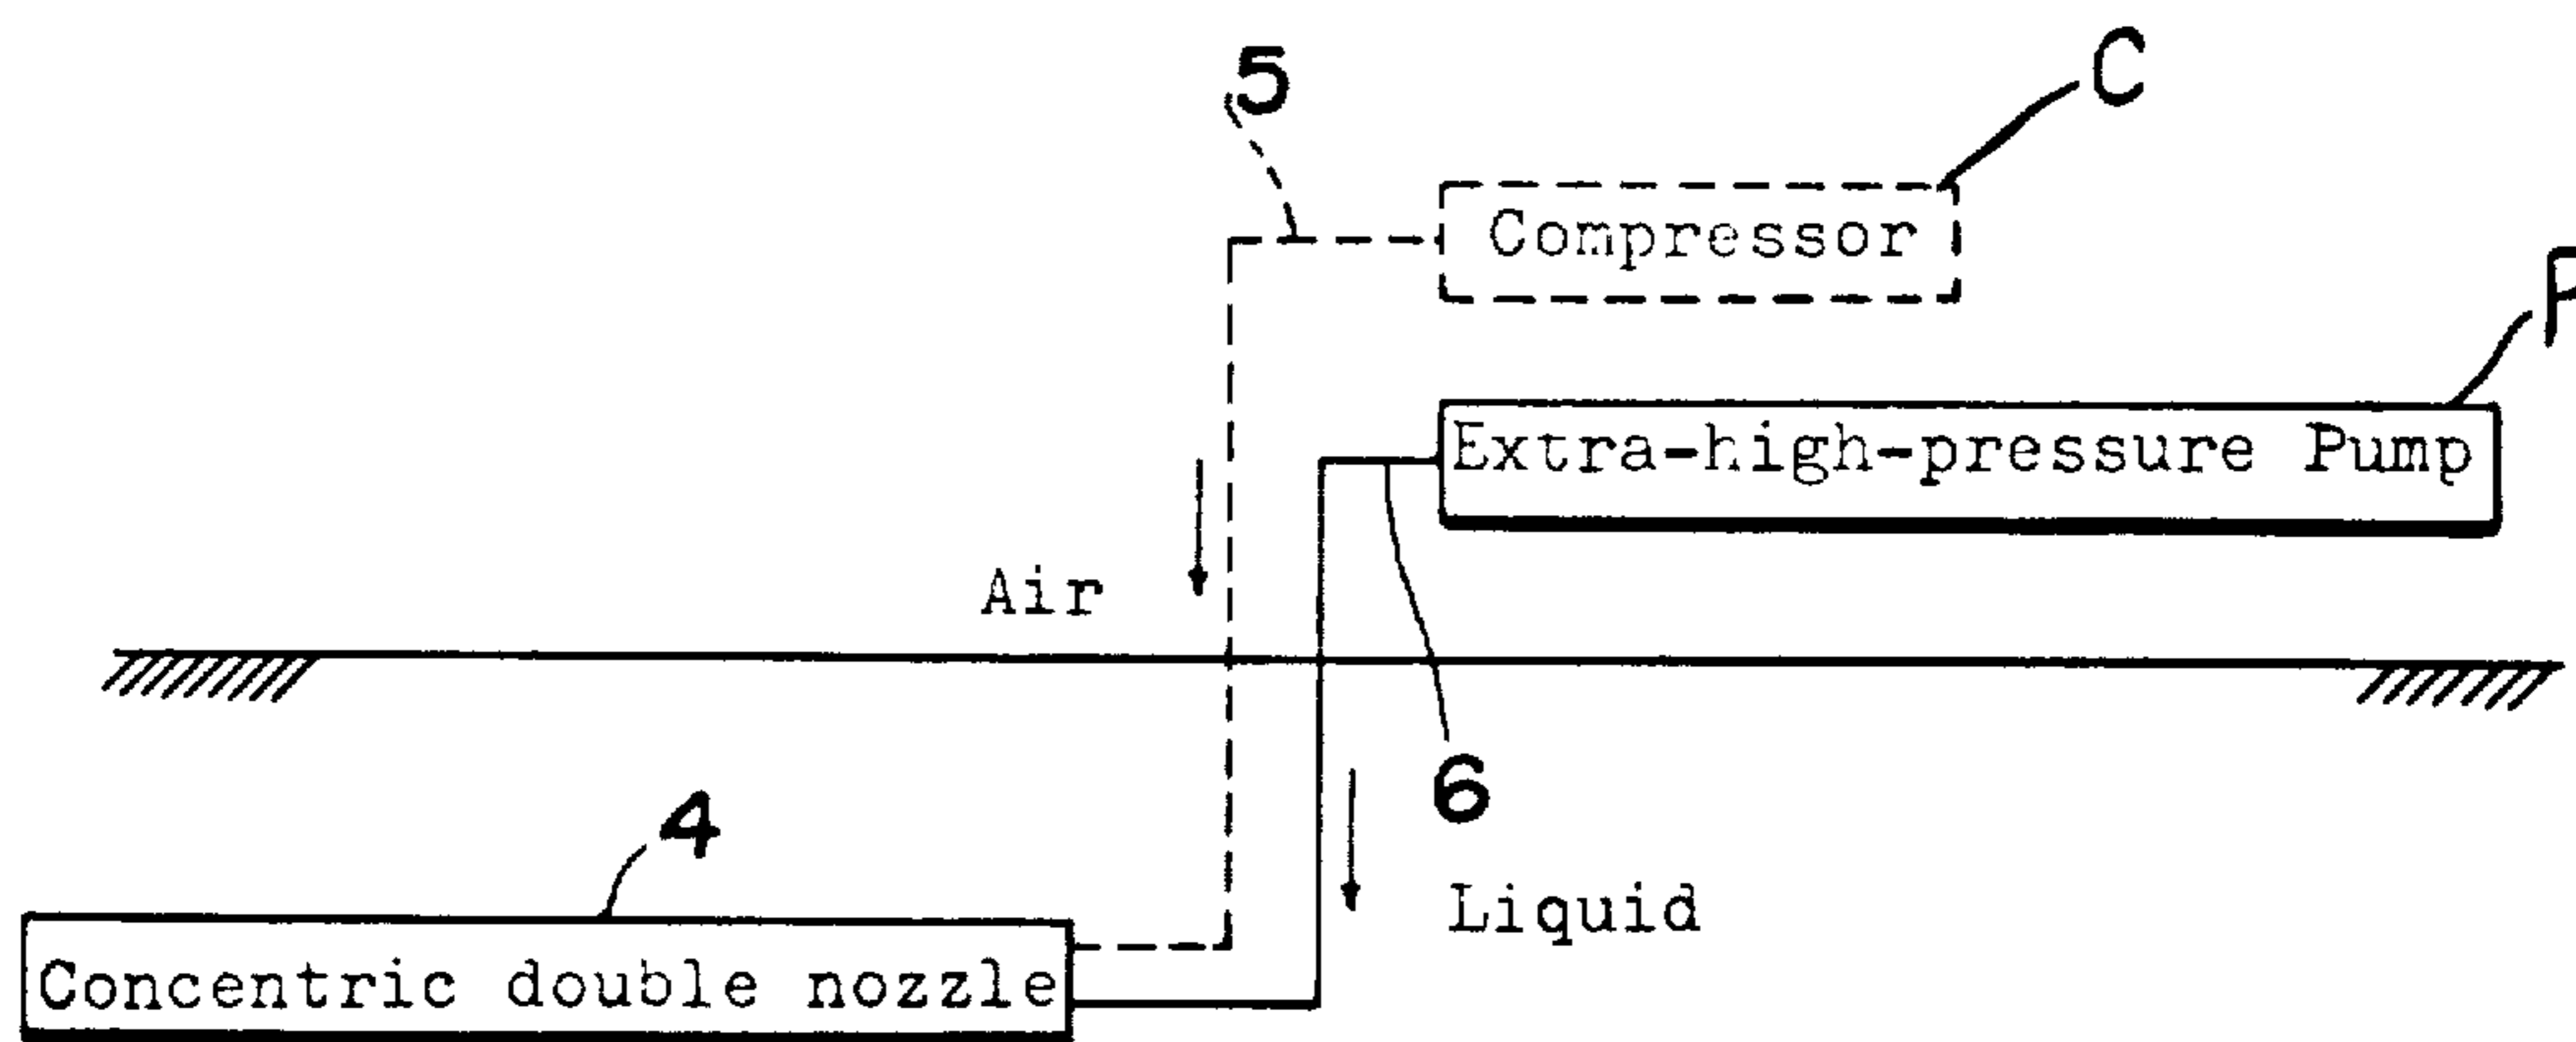 5
C
Compressor
P
Extra-high-pressure Pump
Air
6
4
Liquid
Concentric double nozzle